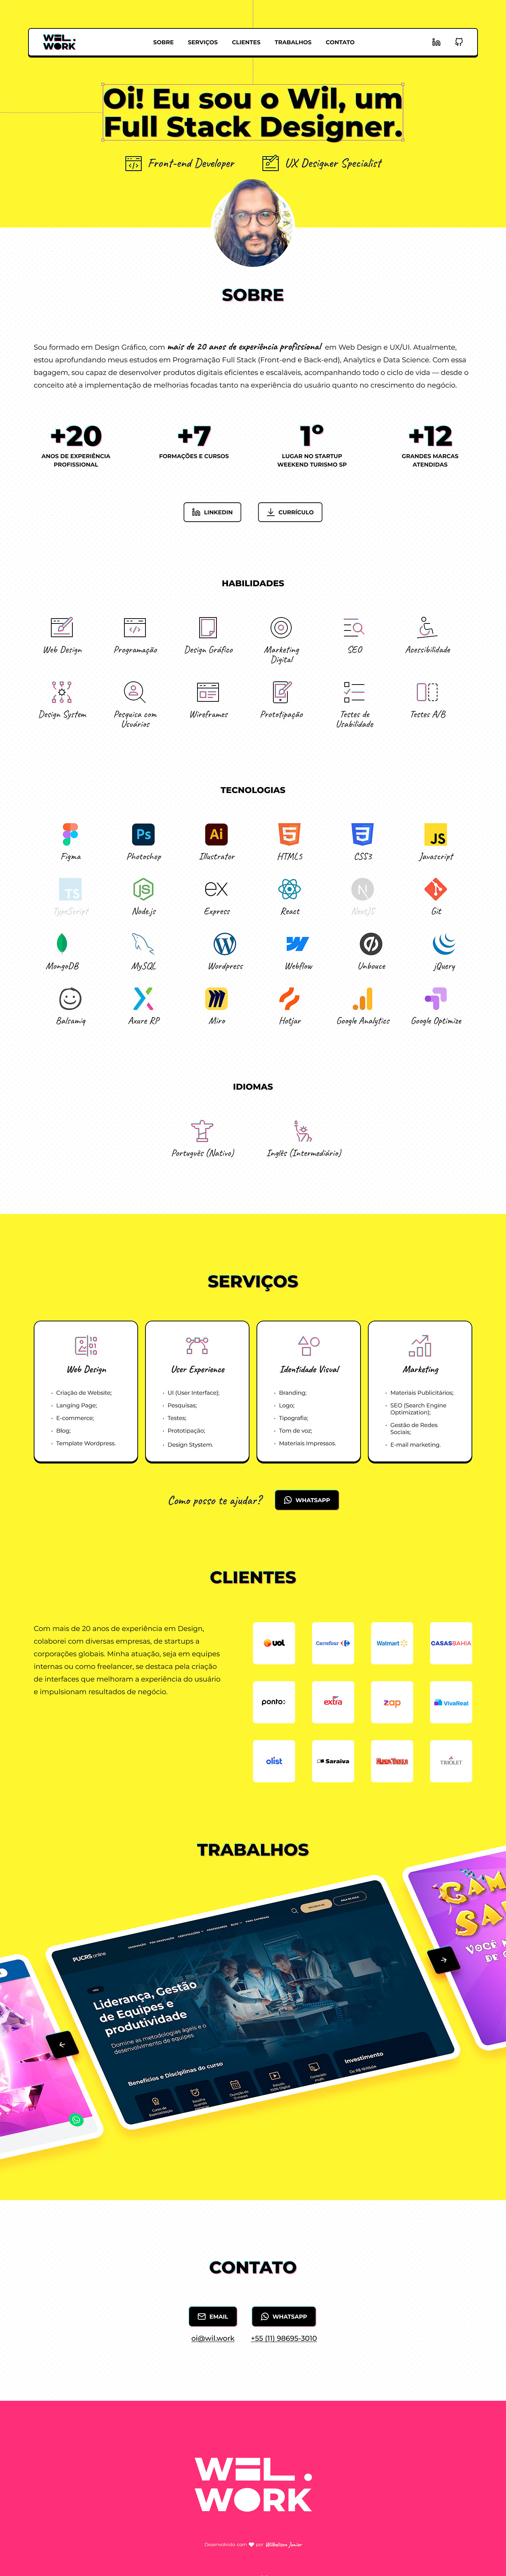 WEL.
WORK
SOBRE SERVIÇOS CLIENTES TRABALHOS CONTATO
Oi! Eu sou o Wil, um
Full Stack Designer.
Front-end Developer UX Designer Specialist
SOBRE
Sou formado em Design Gráfico, com mais de 20 anos de experiência profissional em Web Design e UX/UI. Atualmente,
estou aprofundando meus estudos em Programação Full Stack (Front-end e Back-end), Analytics e Data Science. Com essa
bagagem, sou capaz de desenvolver produtos digitais eficientes e escaláveis, acompanhando todo o ciclo de vida — desde o
conceito até a implementação de melhorias focadas tanto na experiência do usuário quanto no crescimento do negócio.
+20 +7 1º +12
ANOS DE EXPERIÊNCIA FORMAÇÕES E CURSOS LUGAR NO STARTUP GRANDES MARCAS
PROFISSIONAL WEEKEND TURISMO SP ATENDIDAS
LINKEDIN CURRÍCULO
HABILIDADES
Web Design Programação Design Gráfico Marketing SEO Acessibilidade
Digital
Design System Pesquisa com Wireframes Prototipação Testes de Testes A/B
Usuários Usabilidade
TECNOLOGIAS
Ps Ai JS
Figma Photoshop Illustrator HTML5 CSS3 Javascript
TS JS ex N
TypeScript Node.js Express React NextJS Git
MongoDB MySQL Wordpress Webflow Unbouce jQuery
Balsamiq Axure RP Miro Hotjar Google Analytics Google Optimize
IDIOMAS
Português (Nativo) Inglês (Intermediário)
SERVIÇOS
Web Design
- Criação de Website;
- Langing Page;
- E-commerce;
- Blog;
- Template Wordpress.
User Experience
- UI (User Interface);
- Pesquisas;
- Testes;
- Prototipação;
- Design Stystem.
Identidade Visual
- Branding;
- Logo;
- Tipografia;
- Tom de voz;
- Materiais Impressos.
Marketing
- Materiais Publicitários;
- SEO (Search Engine
Optimization);
- Gestão de Redes
Sociais;
- E-mail marketing.
Como posso te ajudar? WHATSAPP
CLIENTES
Com mais de 20 anos de experiência em Design,
colaborei com diversas empresas, de startups a
corporações globais. Minha atuação, seja em equipes
internas ou como freelancer, se destaca pela criação
de interfaces que melhoram a experiência do usuário
e impulsionam resultados de negócio.
uol Carrefour Walmart CASASBAHIA
ponto: extra zap VivaReal
olist Saraiva TRIOLET
TRABALHOS
PUCRS online
Liderança, Gestão
de Equipes e
produtividade
Domine as metodologias ágeis e o
desenvolvimento de equipes.
Benefícios e Disciplinas do curso
Investimento
CONTATO
EMAIL WHATSAPP
oi@wil.work +55 (11) 98695-3010
WEL.
WORK
Desenvolvido com por Wilkelison Junior